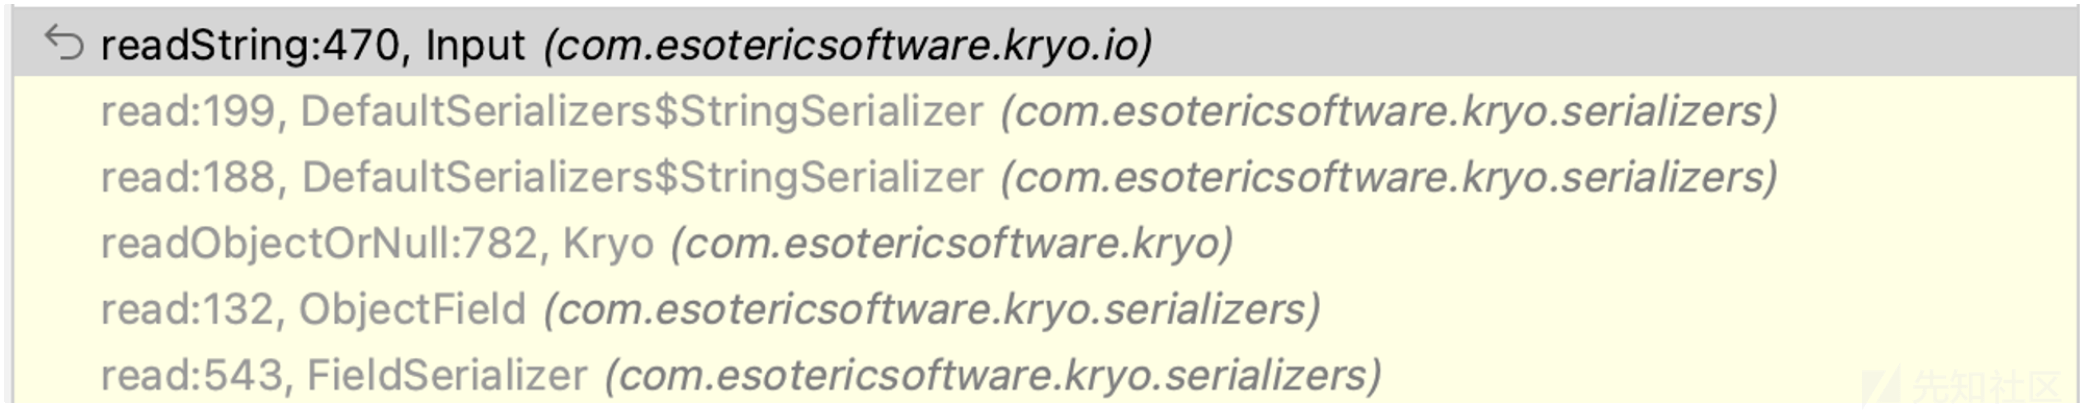 readString:470, Input (com.esotericsoftware.kryo.io)
read:199, DefaultSerializers$StringSerializer (com.esotericsoftware.kryo.serializers)
read:188, DefaultSerializers$StringSerializer (com.esotericsoftware.kryo.serializers)
readObjectOrNull:782, Kryo (com.esotericsoftware.kryo)
read:132, ObjectField (com.esotericsoftware.kryo.serializers)
read:543, FieldSerializer (com.esotericsoftware.kryo.serializers)
先知社区